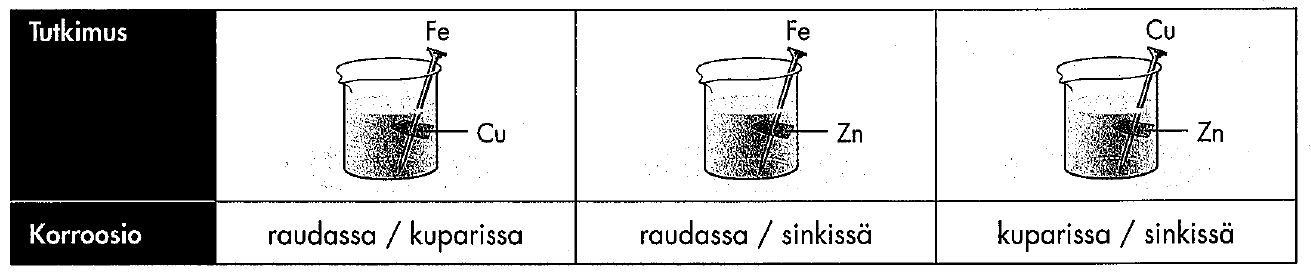 Tutkimus
Fe
Cu
Fe
Zn
Cu
Zn
Korroosio
raudassa / kuparissa
raudassa / sinkissä
kuparissa / sinkissä